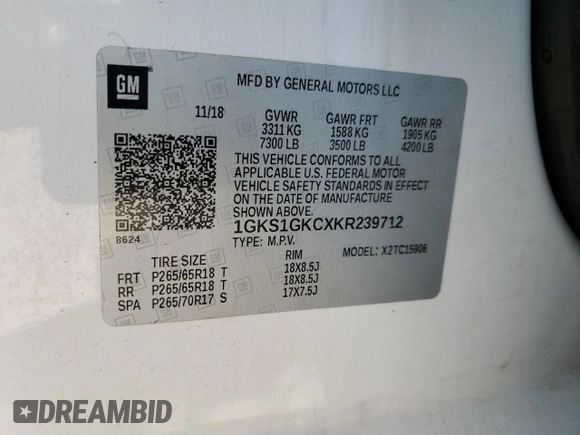 GM
MFD BY GENERAL MOTORS LLC
11/18 GVWR GAWR FRT GAWR RR
3311 KG 1588 KG 1905 KG
7300 LB 3500 LB 4200 LB
THIS VEHICLE CONFORMS TO ALL
APPLICABLE U.S. FEDERAL MOTOR
VEHICLE SAFETY STANDARDS IN EFFECT
ON THE DATE OF MANUFACTURE
SHOWN ABOVE.
1GKS1GKCXKR239712
8624 TYPE: M.P.V. MODEL: X2TC15906
TIRE SIZE RIM
FRT P265/65R18 T 18X8.5J
RR P265/65R18 T 18X8.5J
SPA P265/70R17 S 17X7.5J
DREAMBID